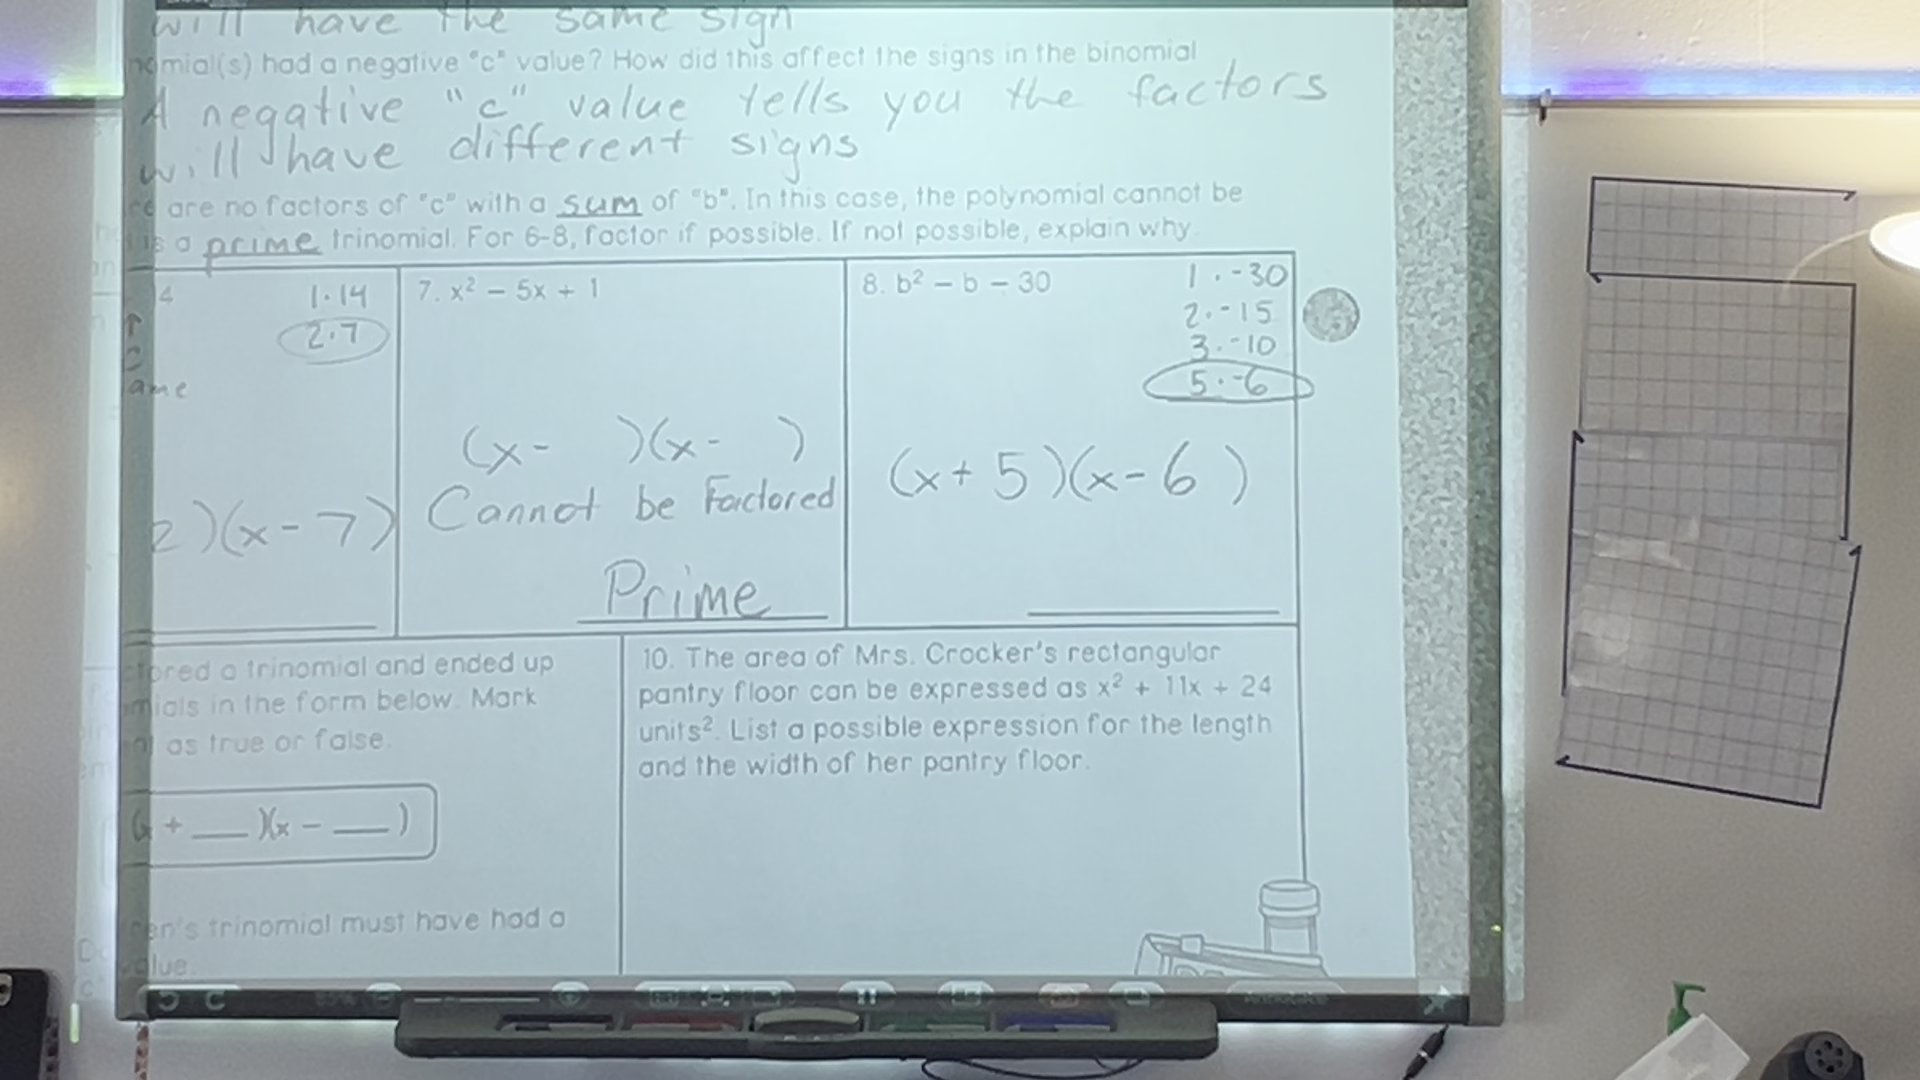 will have the same sign
nomial(s) had a negative "c" value? How did this affect the signs in the binomial
A negative "c" value tells you the factors
will have different signs
are no factors of "c" with a sum of "b". In this case, the polynomial cannot be
is a prime trinomial. For 6-8, factor if possible. If not possible, explain why.
4
1·14
2·7
c
ame
2)(x-7)
7. x² – 5x + 1
(x- )(x- )
Cannot be Factored
Prime
8. b² – b – 30
1·-30
2·-15
3·-10
5·-6
(x+5)(x-6)
ored a trinomial and ended up
mials in the form below. Mark
as true or false.
(x + ___)(x – ___)
en's trinomial must have had a
value.
10. The area of Mrs. Crocker's rectangular
pantry floor can be expressed as x² + 11x + 24
units². List a possible expression for the length
and the width of her pantry floor.